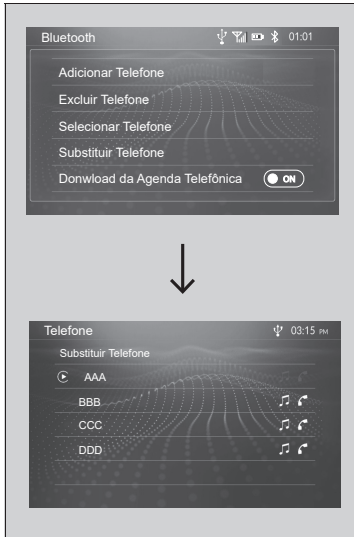 Bluetooth 01:01
Adicionar Telefone
Excluir Telefone
Selecionar Telefone
Substituir Telefone
Donwload da Agenda Telefônica ON
Telefone 03:15 PM
Substituir Telefone
AAA
BBB
CCC
DDD